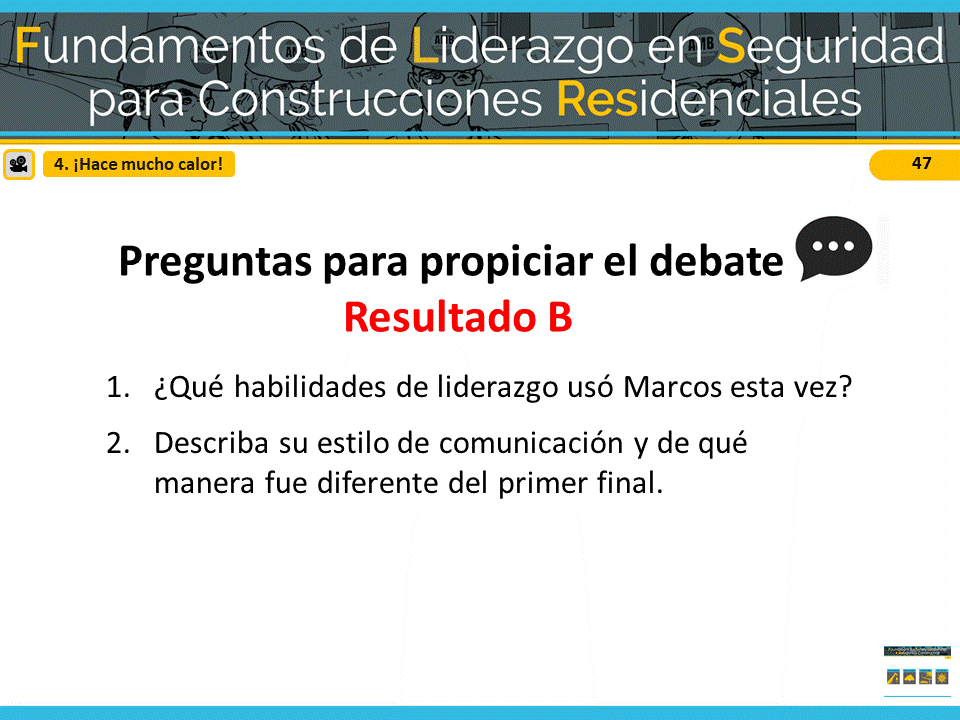 Fundamentos de Liderazgo en Seguridad
para Construcciones Residenciales
4. ¡Hace mucho calor!
47
Preguntas para propiciar el debate
Resultado B
1. ¿Qué habilidades de liderazgo usó Marcos esta vez?
2. Describa su estilo de comunicación y de qué
manera fue diferente del primer final.